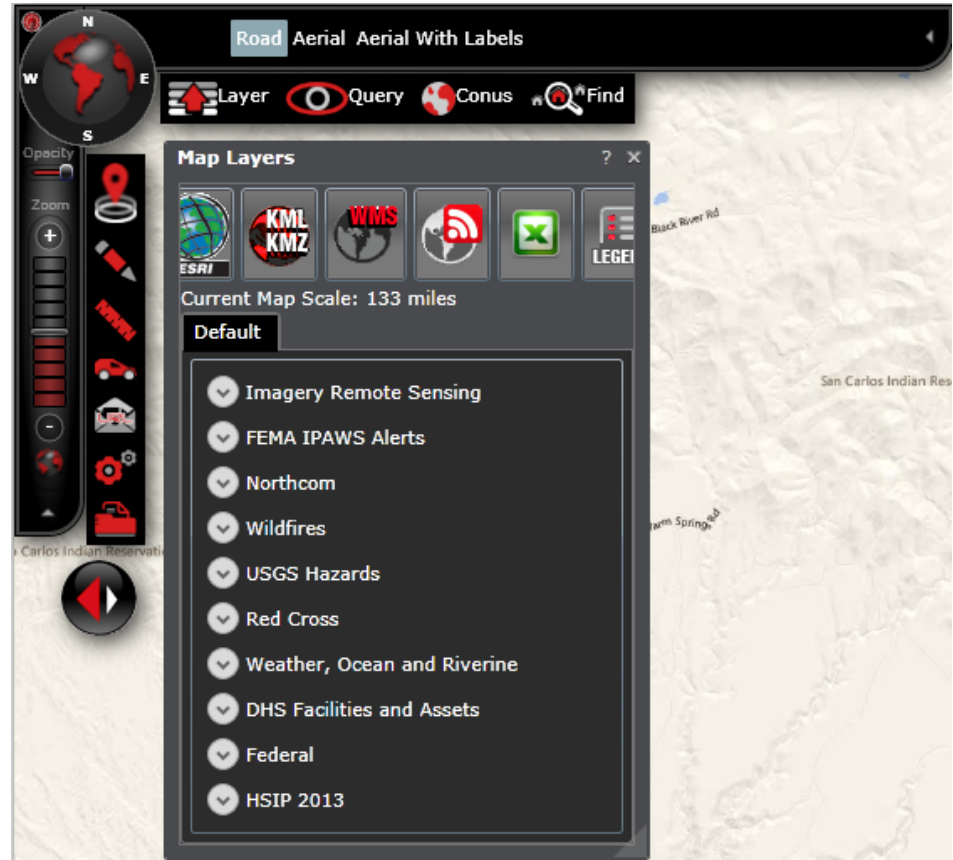 N
Road Aerial Aerial With Labels
W E
Layer Query Conus Find
S
Opacity
Map Layers ? ×
Zoom
KML
KMZ
WMS
ESRI
LEGE
Black River Rd
+
Current Map Scale: 133 miles
Default
San Carlos Indian Res
Imagery Remote Sensing
FEMA IPAWS Alerts
-
Northcom
Wildfires
arm Springs Rd
Carlos Indian Reservati
USGS Hazards
Red Cross
Weather, Ocean and Riverine
DHS Facilities and Assets
Federal
HSIP 2013